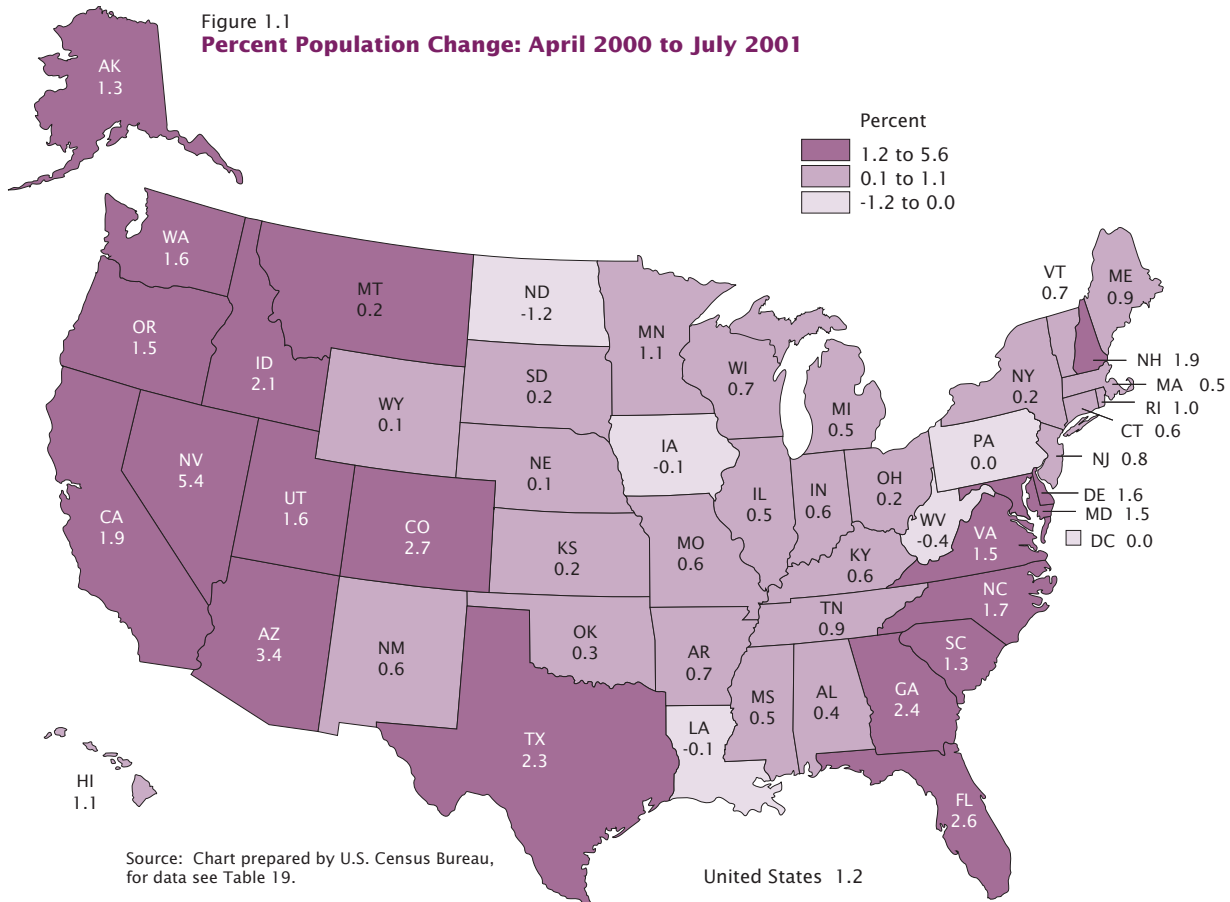 Figure 1.1
Percent Population Change: April 2000 to July 2001
AK
1.3
Percent
1.2 to 5.6
0.1 to 1.1
-1.2 to 0.0
WA
1.6
MT
0.2
ND
-1.2
MN
1.1
VT
0.7
ME
0.9
OR
1.5
ID
2.1
SD
0.2
WI
0.7
NY
0.2
NH 1.9
MA 0.5
RI 1.0
CT 0.6
WY
0.1
MI
0.5
IA
-0.1
PA
0.0
NJ 0.8
NV
5.4
NE
0.1
UT
1.6
IL
0.5
IN
0.6
OH
0.2
DE 1.6
MD 1.5
DC 0.0
CA
1.9
CO
2.7
WV
-0.4
VA
1.5
KS
0.2
MO
0.6
KY
0.6
NC
1.7
TN
0.9
AZ
3.4
NM
0.6
OK
0.3
AR
0.7
SC
1.3
MS
0.5
AL
0.4
GA
2.4
TX
2.3
LA
-0.1
HI
1.1
FL
2.6
Source: Chart prepared by U.S. Census Bureau,
for data see Table 19.
United States 1.2